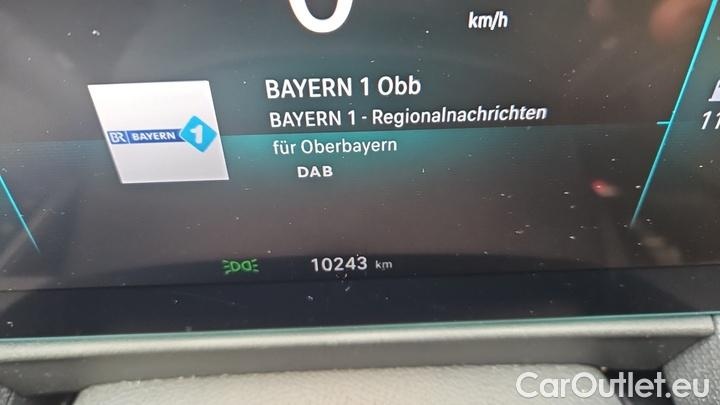 km/h
BAYERN 1 Obb
BAYERN 1 - Regionalnachrichten
für Oberbayern
DAB
BR BAYERN 1
10243 km
CarOutlet.eu